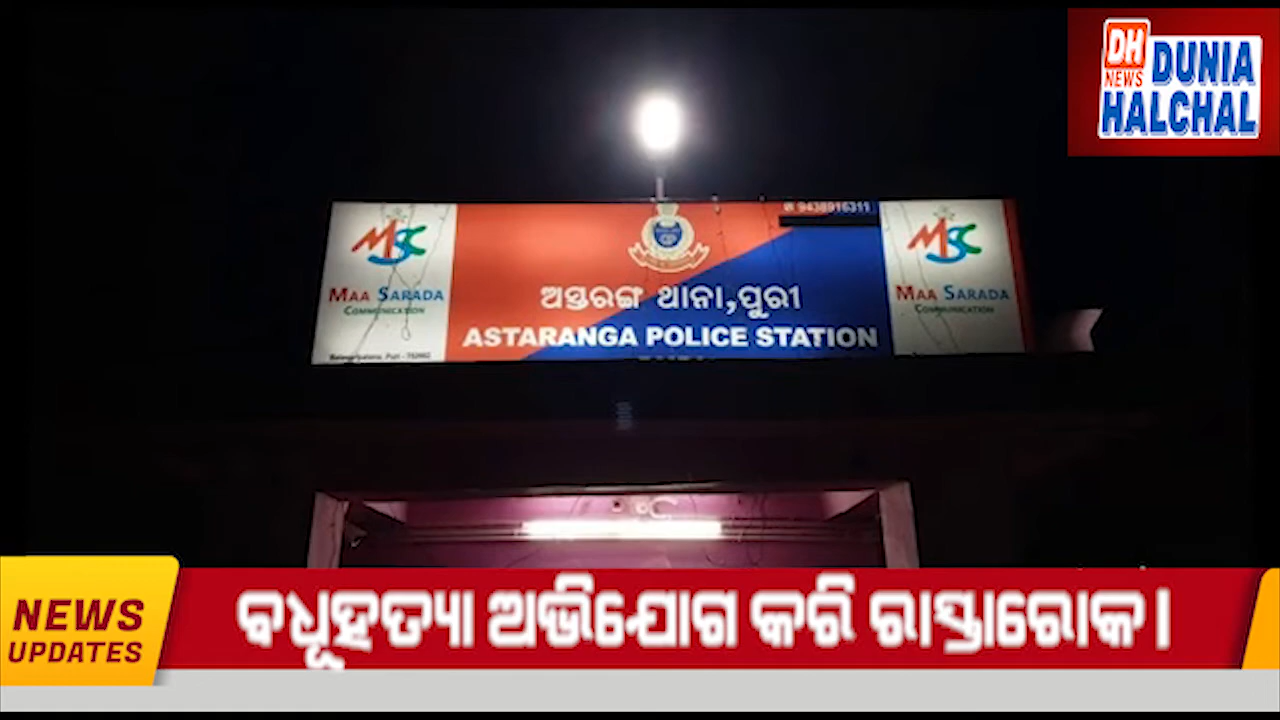 DH
NEWS
DUNIA
HALCHAL
9438916311
MSC
MAA SARADA
COMMUNICATION
ଅସ୍ତରଙ୍ଗ ଥାନା,ପୁରୀ
ASTARANGA POLICE STATION
MSC
MAA SARADA
COMMUNICATION
NEWS
UPDATES
ବଧୂହତ୍ୟା ଅଭିଯୋଗ କରି ରାସ୍ତାରୋକ।